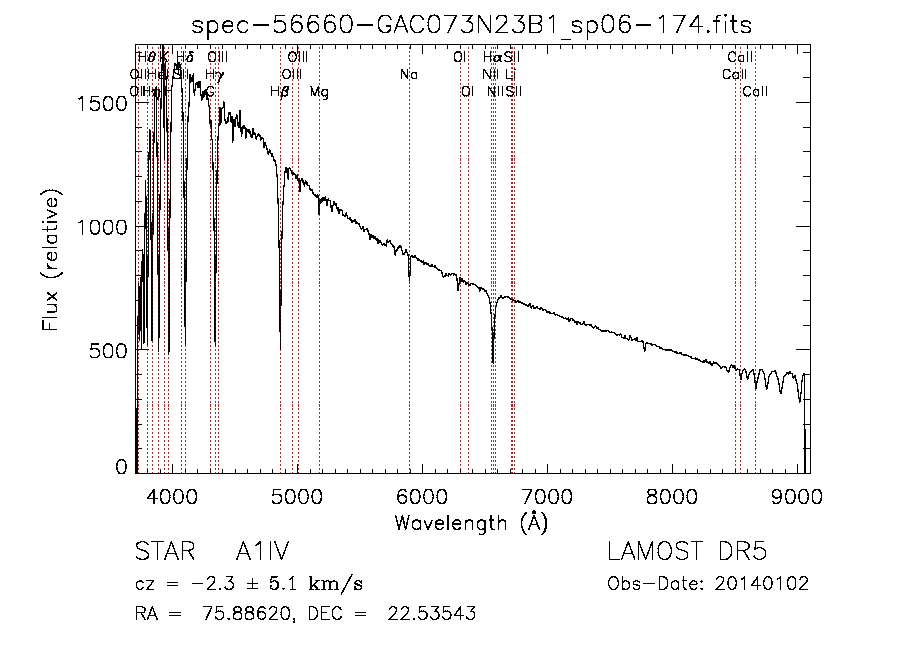 spec-56660-GAC073N23B1_sp06-174.fits
Hθ K Hδ OIII OIII OI Hα SII CaII
Hγ OIII Na NII Li CaII
G Hβ Mg OI NII SII CaII
1500
1000
500
0
Flux (relative)
4000 5000 6000 7000 8000 9000
Wavelength (Å)
STAR A1IV LAMOST DR5
cz = −2.3 ± 5.1 km/s Obs-Date: 20140102
RA = 75.88620, DEC = 22.53543